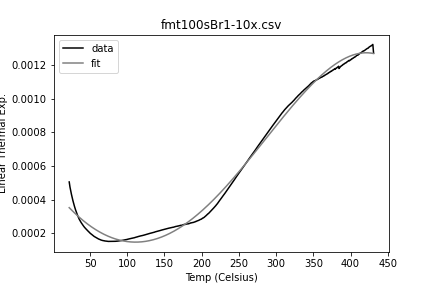 fmt100sBr1-10x.csv
data
fit
0.0012
0.0010
0.0008
0.0006
0.0004
0.0002
Linear Thermal Exp.
50 100 150 200 250 300 350 400 450
Temp (Celsius)